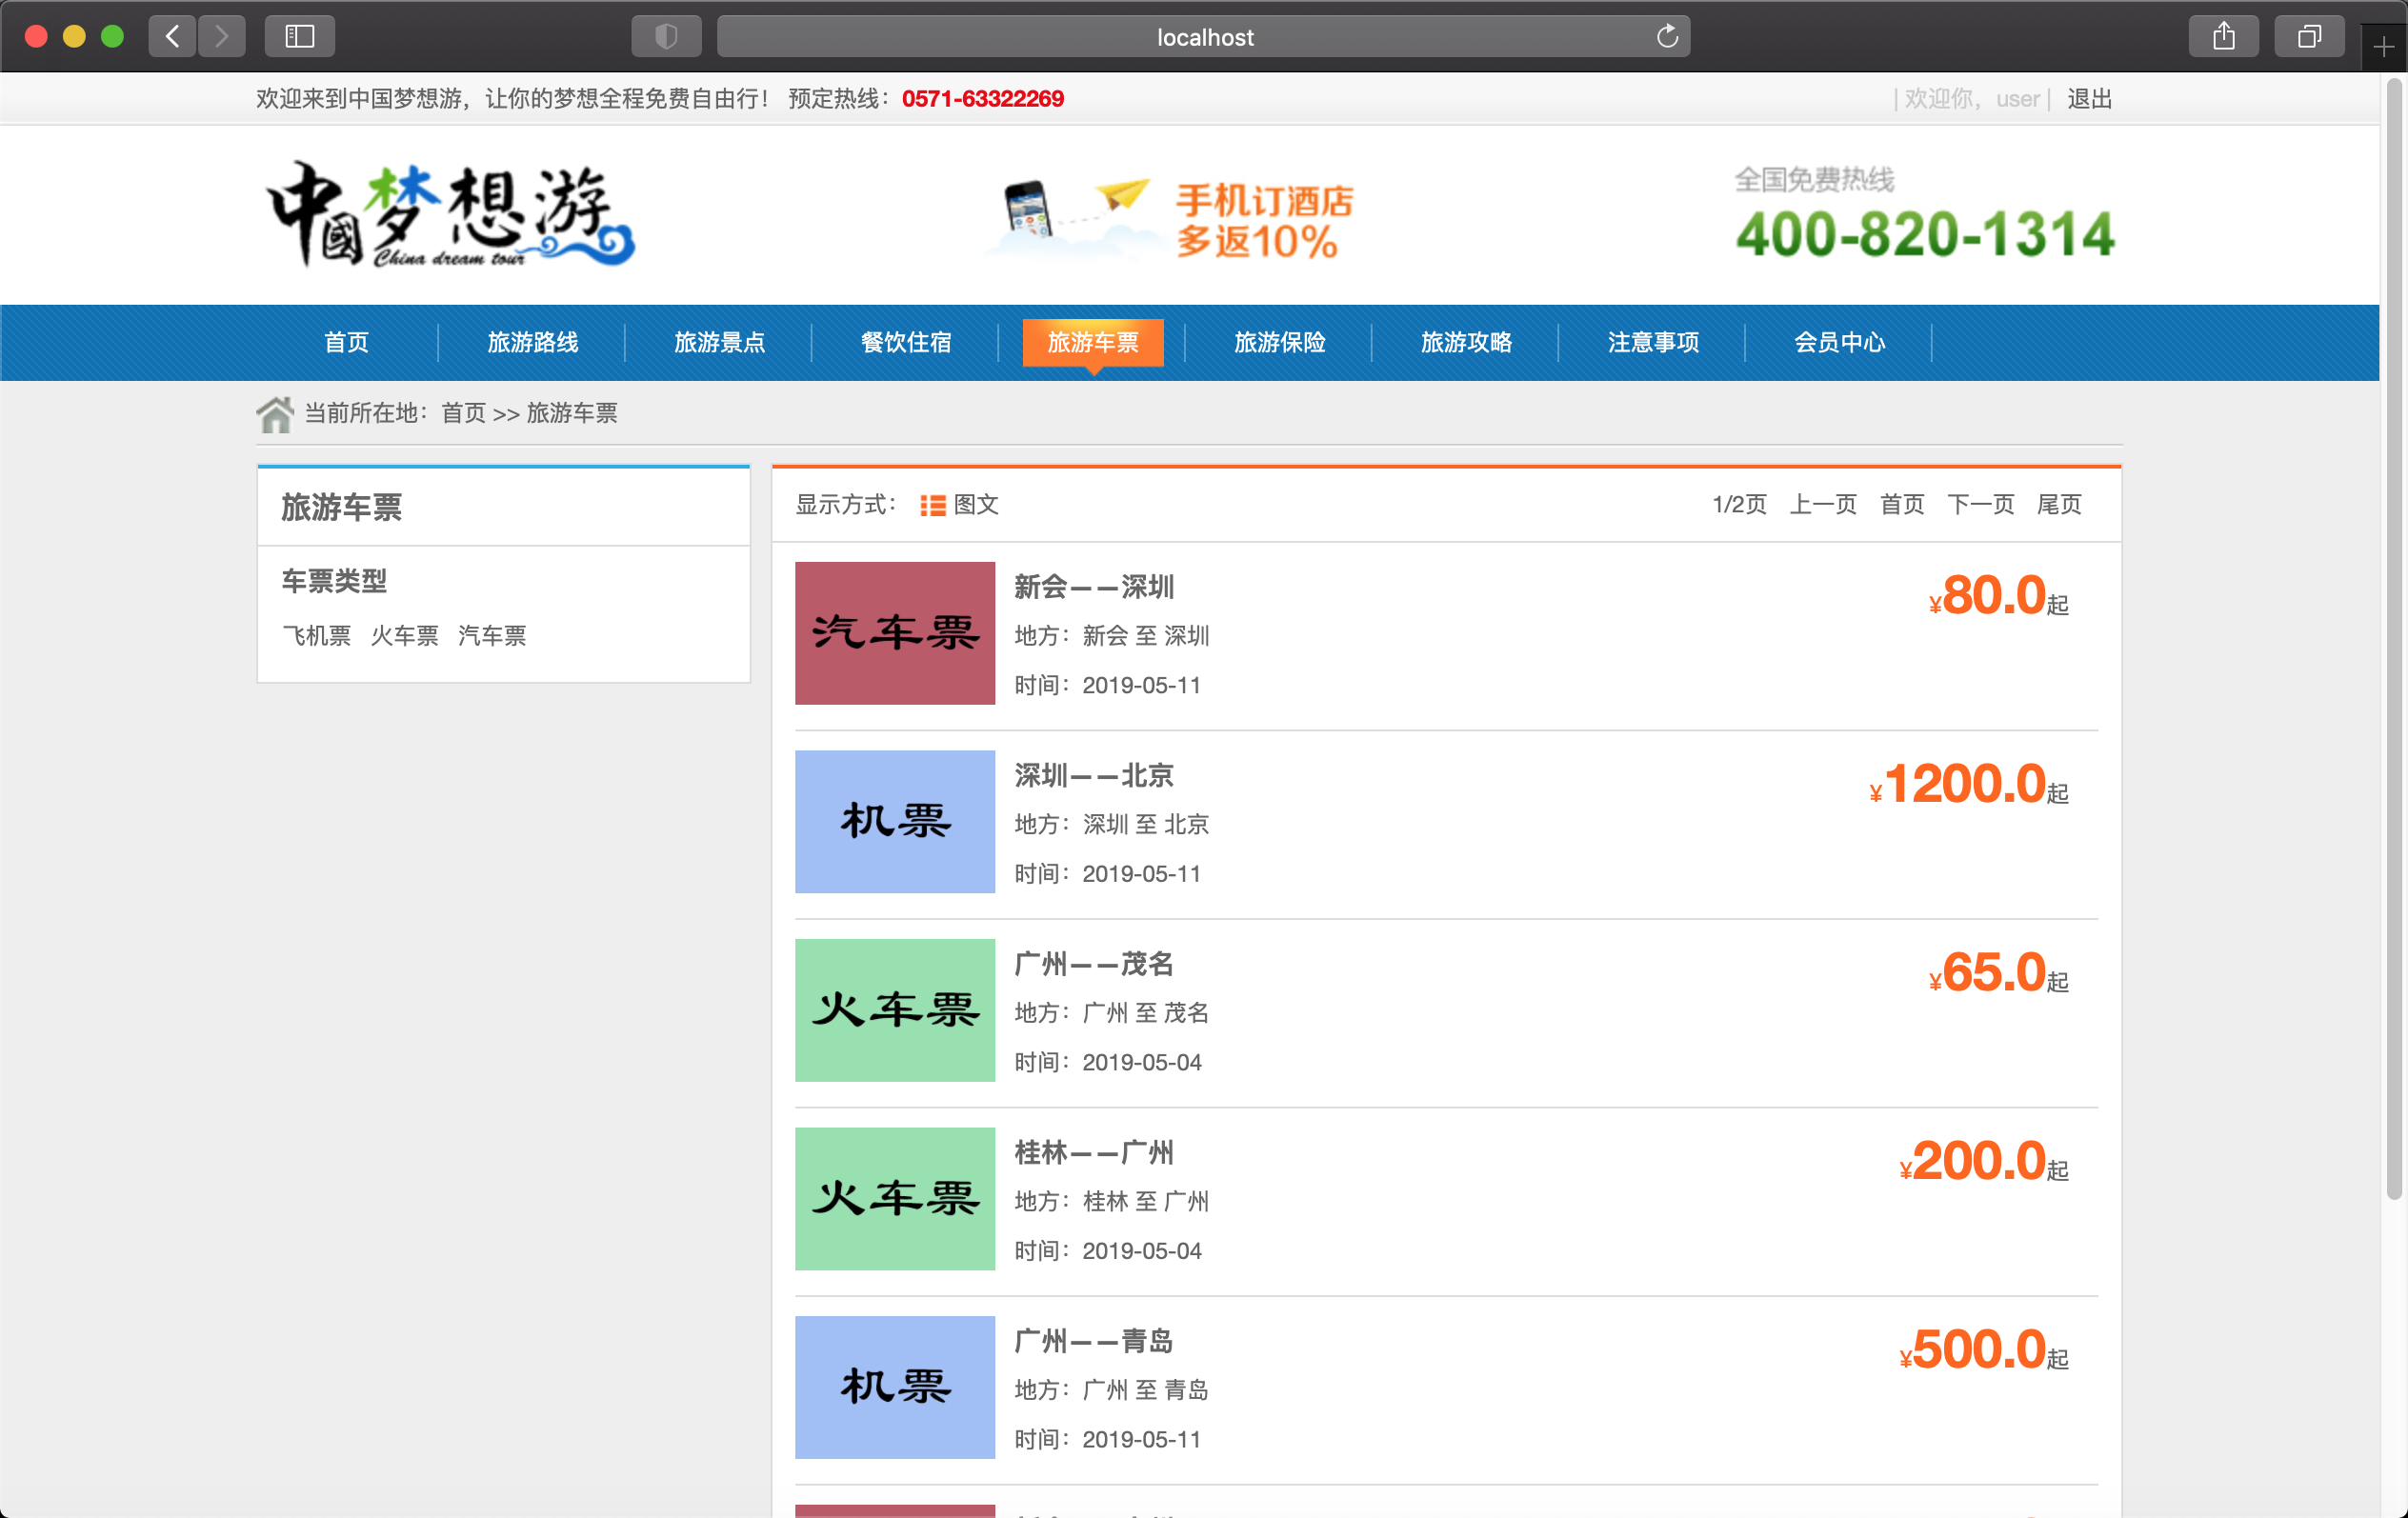 localhost
欢迎来到中国梦想游，让你的梦想全程免费自由行！ 预定热线：0571-63322269
| 欢迎你，user | 退出
中國梦想游
China dream tour
手机订酒店
多返10%
全国免费热线
400-820-1314
首页 旅游路线 旅游景点 餐饮住宿 旅游车票 旅游保险 旅游攻略 注意事项 会员中心
当前所在地：首页 >> 旅游车票
旅游车票
车票类型
飞机票 火车票 汽车票
显示方式： 图文
1/2页 上一页 首页 下一页 尾页
汽车票
新会——深圳
¥80.0起
地方：新会 至 深圳
时间：2019-05-11
机票
深圳——北京
¥1200.0起
地方：深圳 至 北京
时间：2019-05-11
火车票
广州——茂名
¥65.0起
地方：广州 至 茂名
时间：2019-05-04
火车票
桂林——广州
¥200.0起
地方：桂林 至 广州
时间：2019-05-04
机票
广州——青岛
¥500.0起
地方：广州 至 青岛
时间：2019-05-11